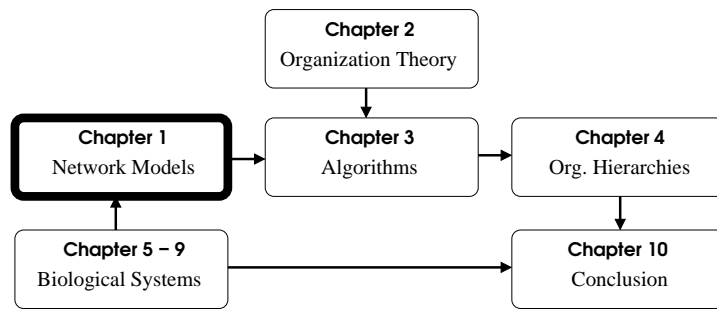 Chapter 2
Organization Theory
Chapter 1
Network Models
Chapter 3
Algorithms
Chapter 4
Org. Hierarchies
Chapter 5 – 9
Biological Systems
Chapter 10
Conclusion